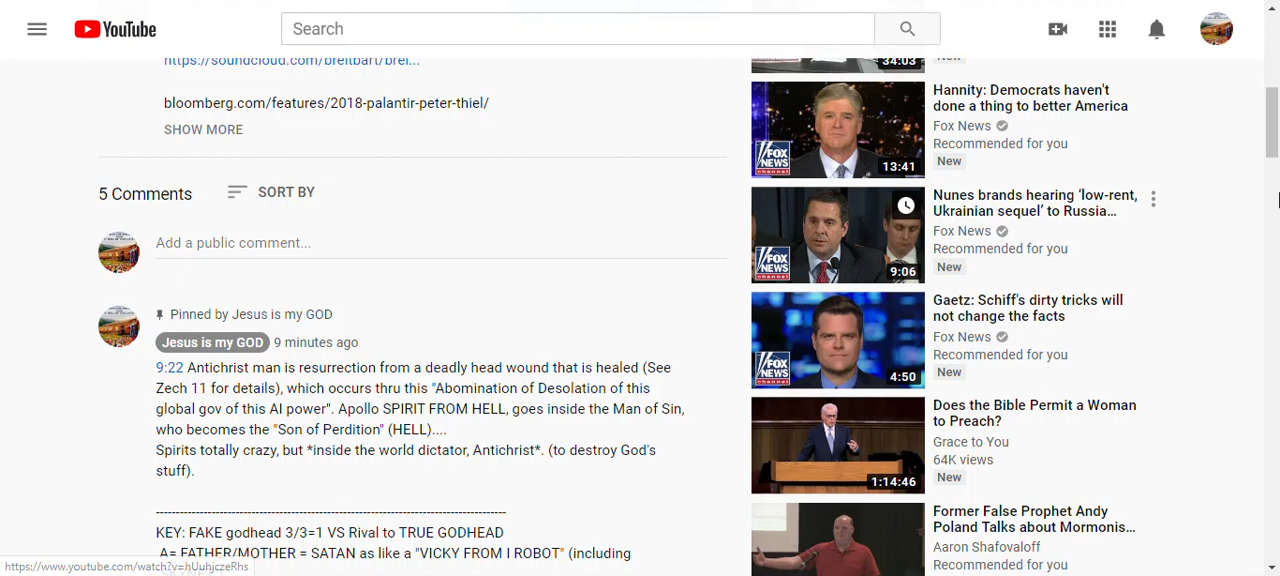 YouTube
Search
https://soundcloud.com/breitbart/brei...
bloomberg.com/features/2018-palantir-peter-thiel/
SHOW MORE
5 Comments
SORT BY
Add a public comment...
Pinned by Jesus is my GOD
Jesus is my GOD 9 minutes ago
9:22 Antichrist man is resurrection from a deadly head wound that is healed (See
Zech 11 for details), which occurs thru this "Abomination of Desolation of this
global gov of this AI power". Apollo SPIRIT FROM HELL, goes inside the Man of Sin,
who becomes the "Son of Perdition" (HELL)....
Spirits totally crazy, but *inside the world dictator, Antichrist*. (to destroy God's
stuff).
----------------------------------------------------------------------------------------
KEY: FAKE godhead 3/3=1 VS Rival to TRUE GODHEAD
A= FATHER/MOTHER = SATAN as like a "VICKY FROM I ROBOT" (including
https://www.youtube.com/watch?v=hUuhjczeRhs
34:03
New
FOX NEWS channel
13:41
Hannity: Democrats haven't
done a thing to better America
Fox News
Recommended for you
New
FOX NEWS channel
9:06
Nunes brands hearing 'low-rent,
Ukrainian sequel' to Russia...
Fox News
Recommended for you
New
FOX NEWS channel
4:50
Gaetz: Schiff's dirty tricks will
not change the facts
Fox News
Recommended for you
New
1:14:46
Does the Bible Permit a Woman
to Preach?
Grace to You
64K views
New
Former False Prophet Andy
Poland Talks about Mormonis...
Aaron Shafovaloff
Recommended for you